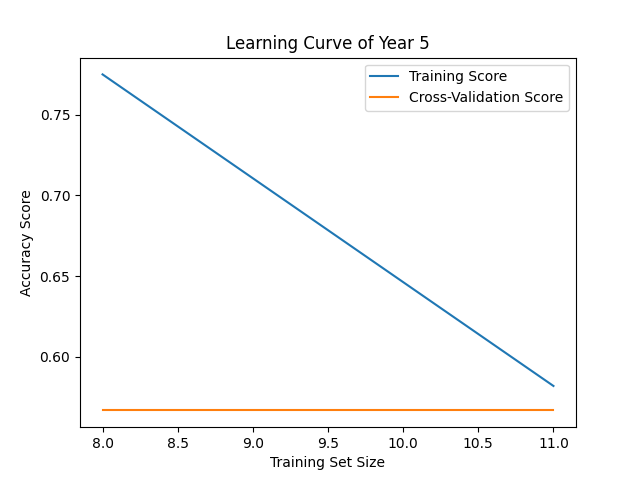 Learning Curve of Year 5
Training Score
Cross-Validation Score
Accuracy Score
0.75
0.70
0.65
0.60
8.0 8.5 9.0 9.5 10.0 10.5 11.0
Training Set Size